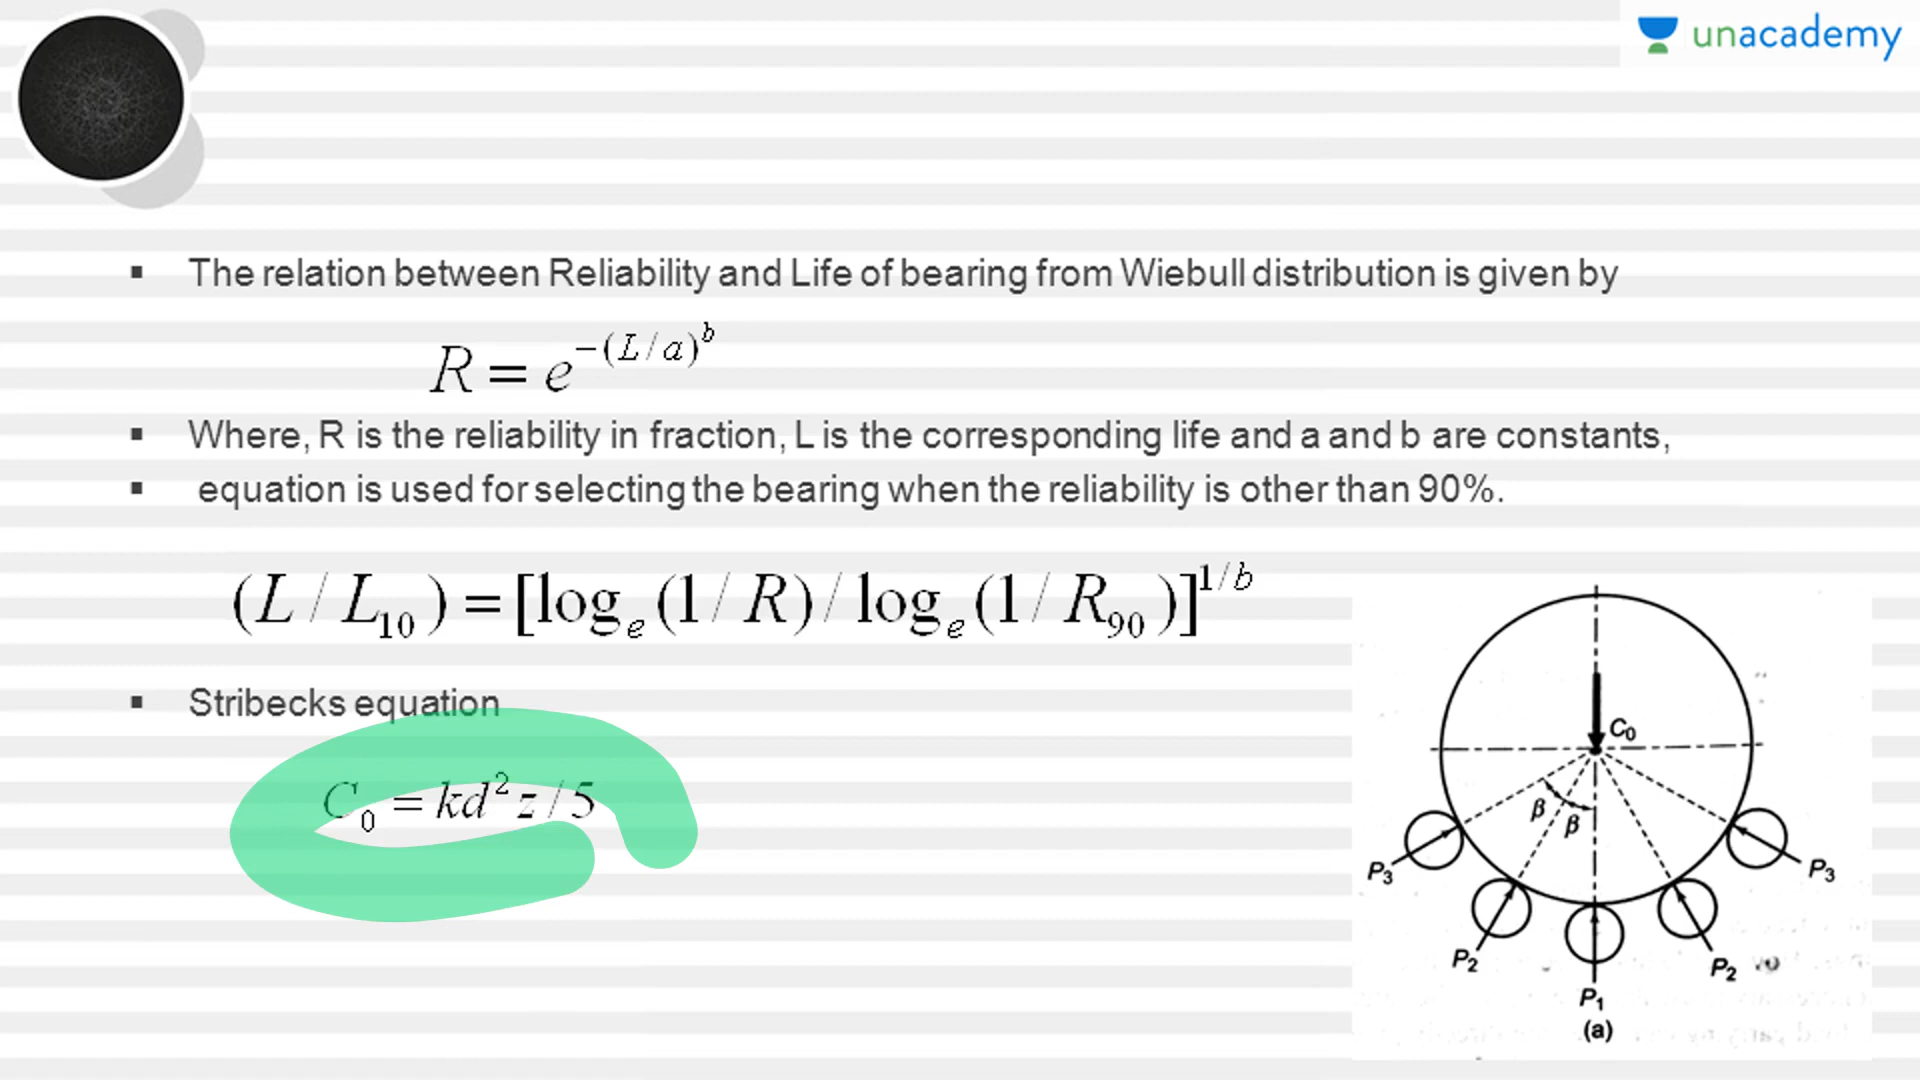 unacademy
▪ The relation between Reliability and Life of bearing from Wiebull distribution is given by
R = e^{-(L/a)^b}
▪ Where, R is the reliability in fraction, L is the corresponding life and a and b are constants,
▪ equation is used for selecting the bearing when the reliability is other than 90%.
(L / L₁₀) = [logₑ(1/R) / logₑ(1/R₉₀)]^{1/b}
▪ Stribecks equation
C₀ = kd²z/5
C₀
β
β
P₃
P₃
P₂
P₂
P₁
(a)